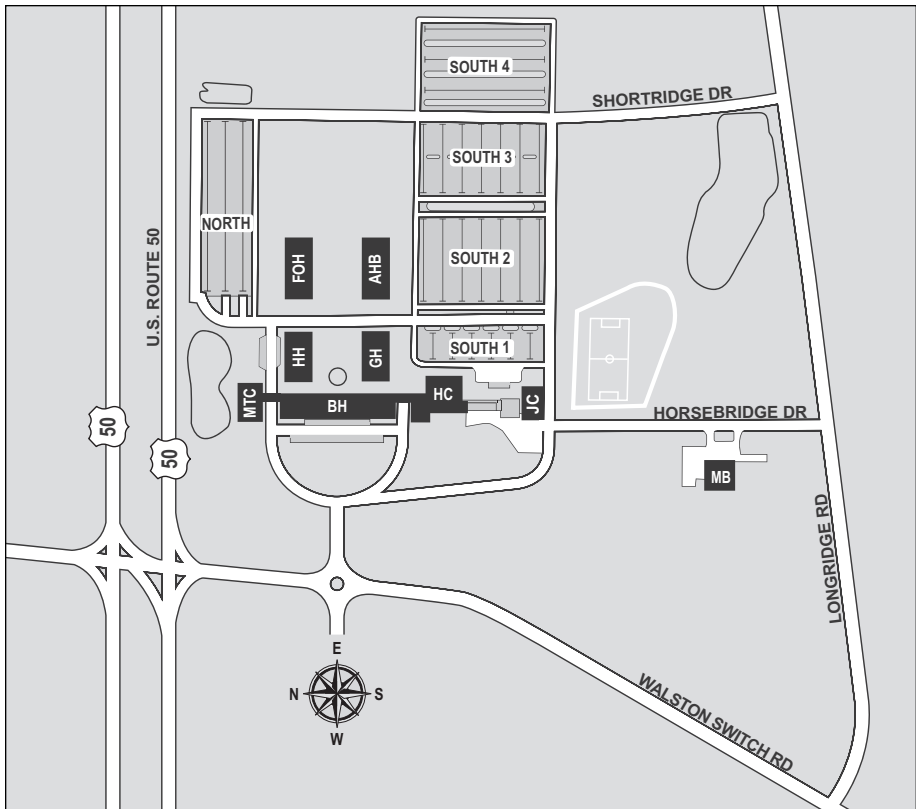 SOUTH 4
SHORTRIDGE DR
SOUTH 3
NORTH
U.S. ROUTE 50
FOH
AHB
SOUTH 2
HH
GH
SOUTH 1
MTC
BH
HC
JC
HORSEBRIDGE DR
50
50
MB
LONGRIDGE RD
E
N
S
W
WALSTON SWITCH RD